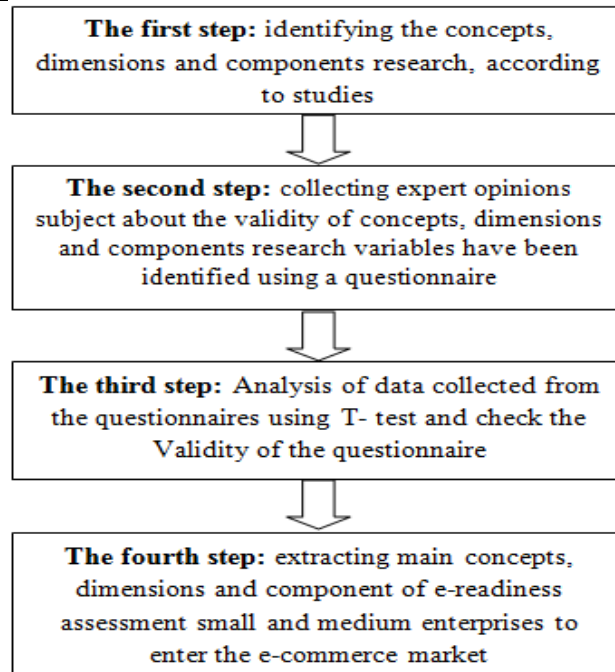 The first step: identifying the concepts,
dimensions and components research, according
to studies
The second step: collecting expert opinions
subject about the validity of concepts, dimensions
and components research variables have been
identified using a questionnaire
The third step: Analysis of data collected from
the questionnaires using T- test and check the
Validity of the questionnaire
The fourth step: extracting main concepts,
dimensions and component of e-readiness
assessment small and medium enterprises to
enter the e-commerce market